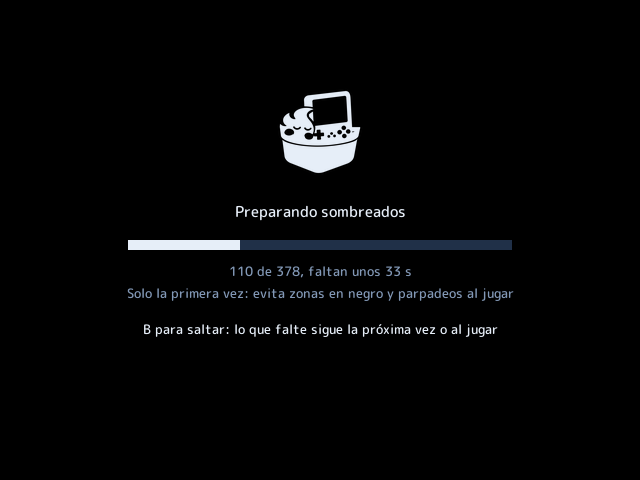 Preparando sombreados
110 de 378, faltan unos 33 s
Solo la primera vez: evita zonas en negro y parpadeos al jugar
B para saltar: lo que falte sigue la próxima vez o al jugar